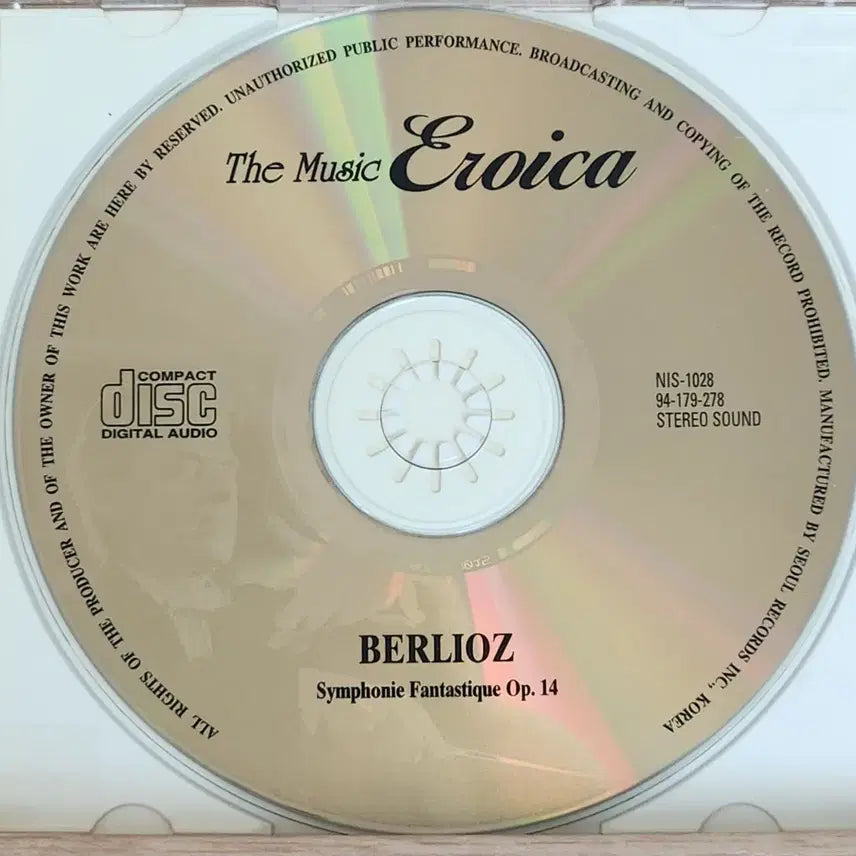 ALL RIGHTS OF THE PRODUCER AND OF THE OWNER OF THIS WORK ARE HERE BY RESERVED. UNAUTHORIZED PUBLIC PERFORMANCE. BROADCASTING AND COPYING OF THE RECORD PROHIBITED. MANUFACTURED BY SEOUL RECORDS INC., KOREA
The Music Eroica
COMPACT
disc
DIGITAL AUDIO
NIS-1028
94-179-278
STEREO SOUND
BERLIOZ
Symphonie Fantastique Op. 14